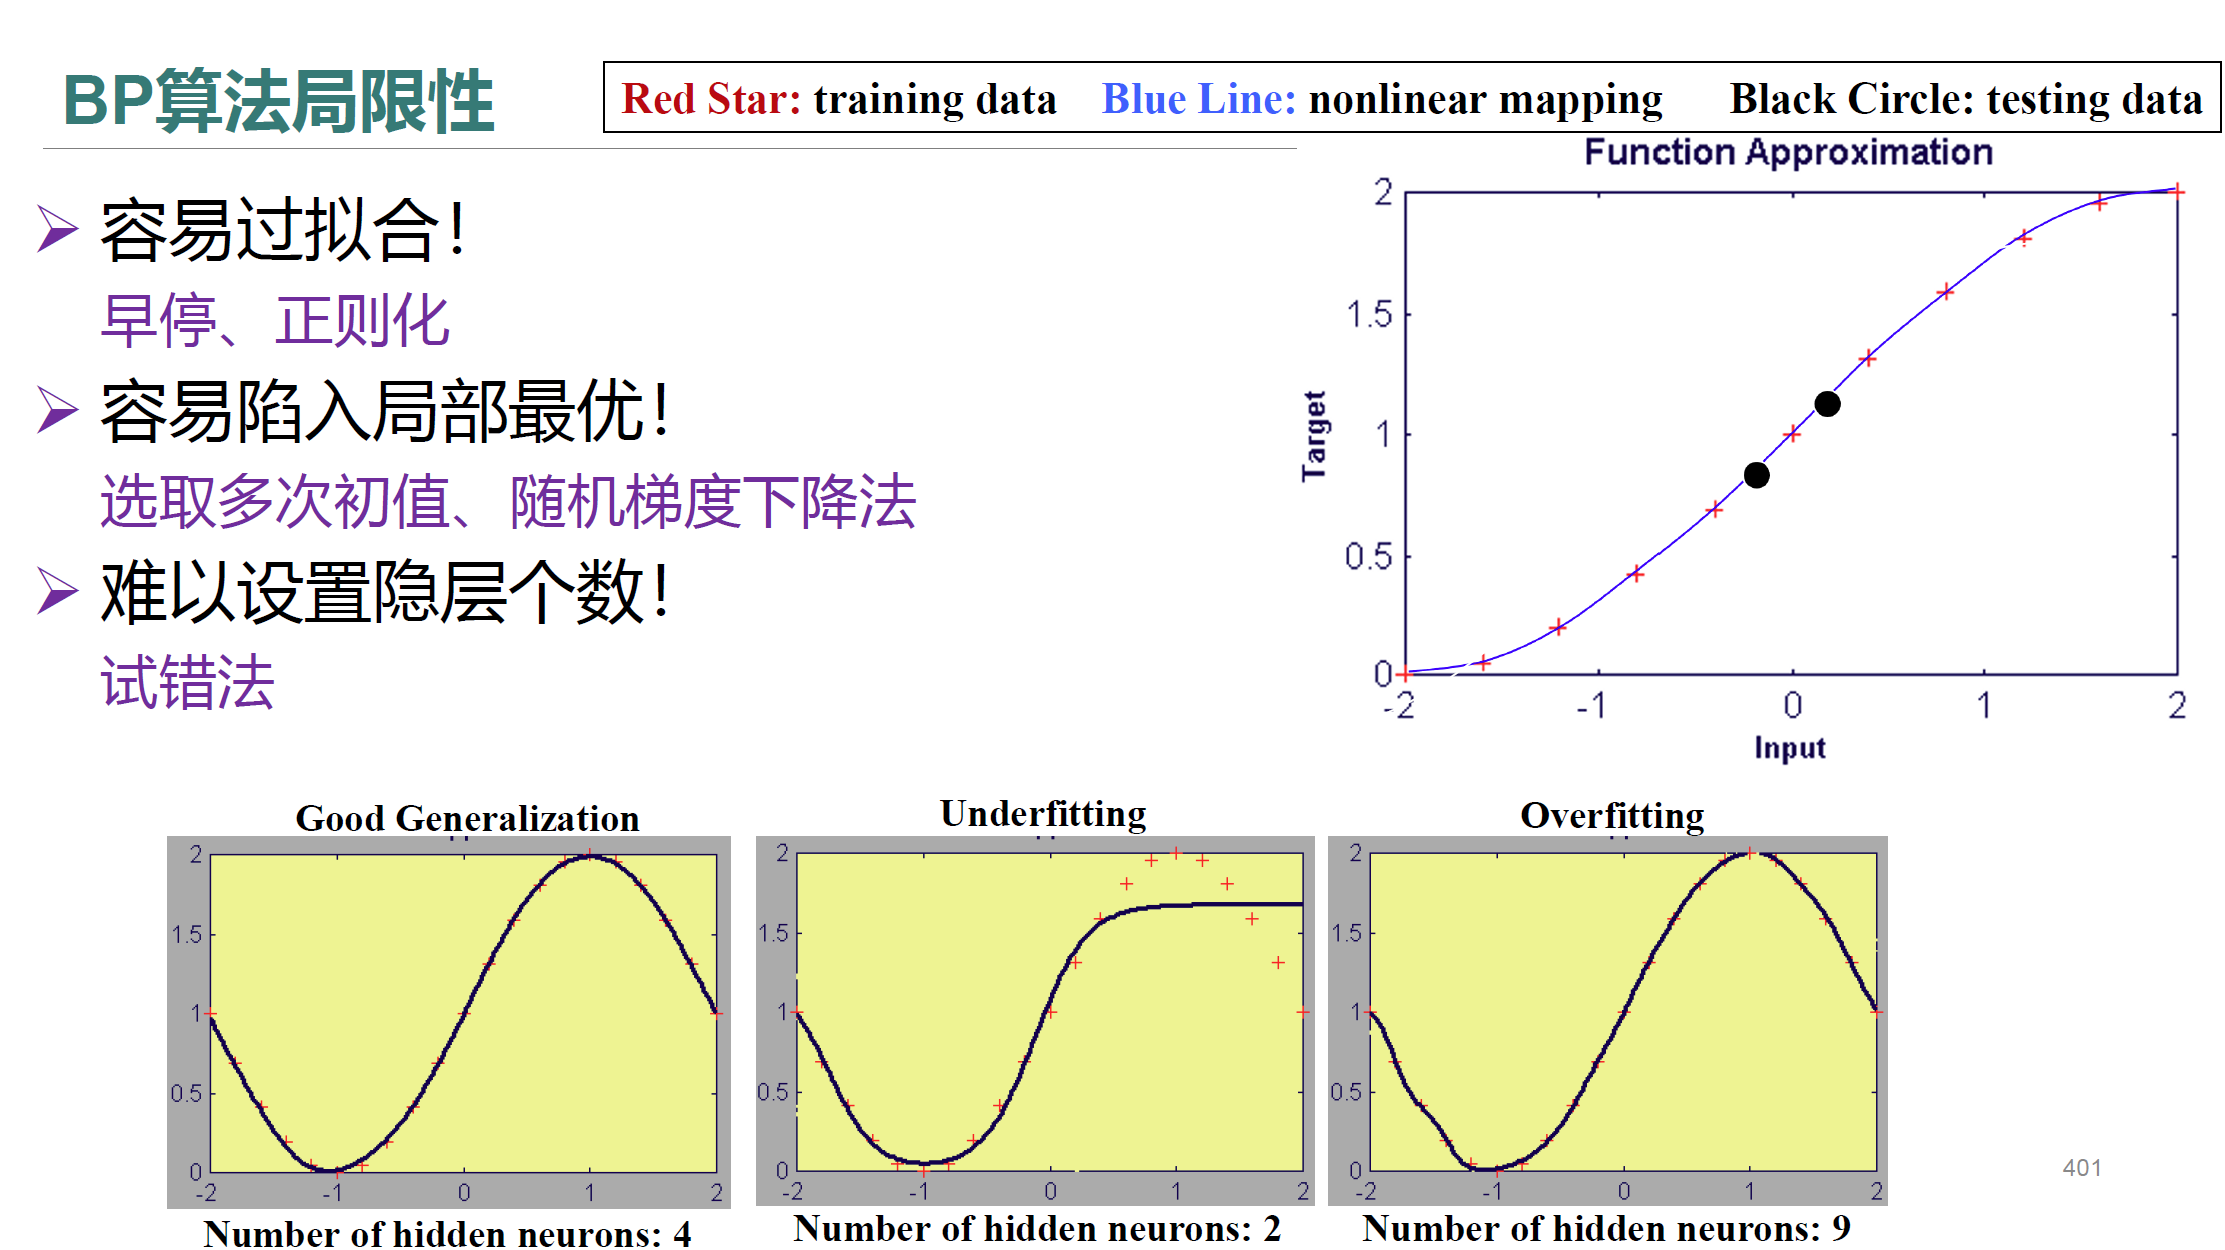 BP算法局限性
Red Star: training data Blue Line: nonlinear mapping Black Circle: testing data
容易过拟合！
早停、正则化
容易陷入局部最优！
选取多次初值、随机梯度下降法
难以设置隐层个数！
试错法
Function Approximation
2
1.5
1
0.5
0
Target
-2 -1 0 1 2
Input
Good Generalization
2
1.5
1
0.5
0
-2 -1 0 1 2
Number of hidden neurons: 4
Underfitting
2
1.5
1
0.5
0
-2 -1 0 1 2
Number of hidden neurons: 2
Overfitting
2
1.5
1
0.5
0
-2 -1 0 1 2
Number of hidden neurons: 9
401